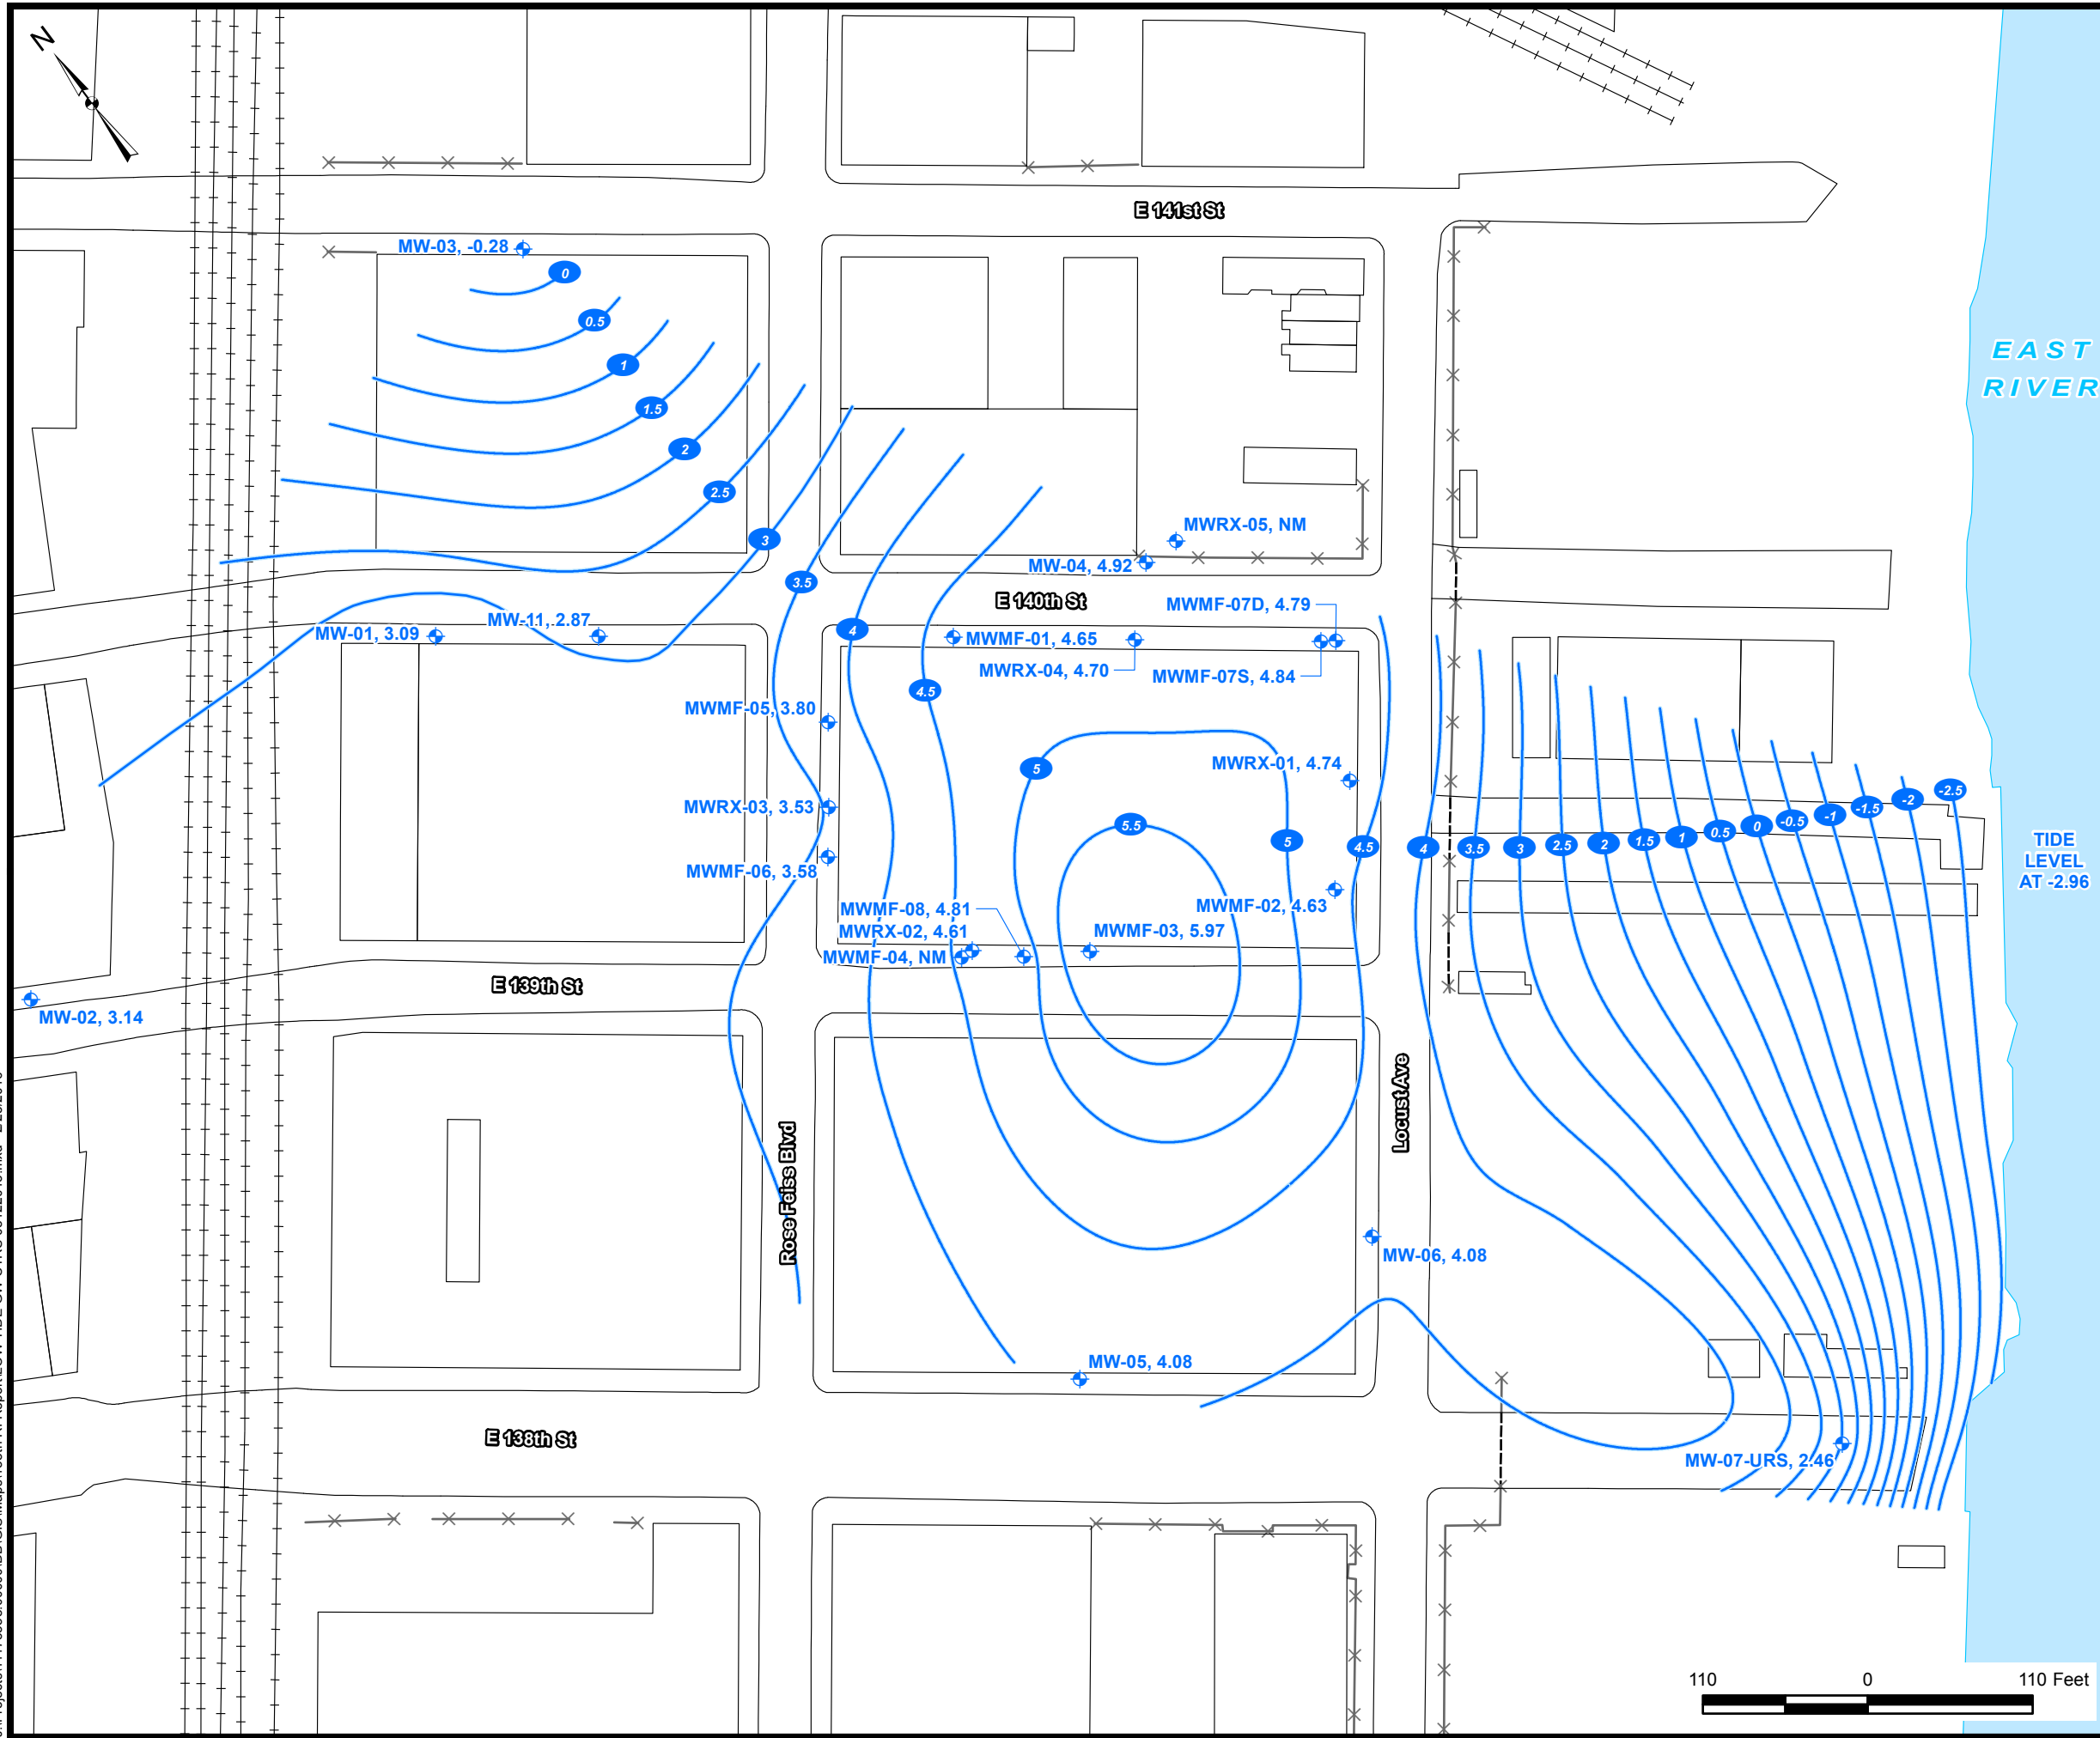 N
E 141st St
MW-03, -0.28
0
0.5
1
1.5
2
2.5
3
3.5
4
4.5
EAST
RIVER
MWRX-05, NM
MW-04, 4.92
E 140th St
MWMF-07D, 4.79
MW-11, 2.87
MW-01, 3.09
MWMF-01, 4.65
MWRX-04, 4.70
MWMF-07S, 4.84
MWMF-05, 3.80
MWRX-01, 4.74
5
5.5
5
4.5
4
3.5
3
2.5
2
1.5
1
0.5
0
-0.5
-1
-1.5
-2
-2.5
MWRX-03, 3.53
MWMF-06, 3.58
TIDE
LEVEL
AT -2.96
MWMF-08, 4.81
MWMF-02, 4.63
MWRX-02, 4.61
MWMF-03, 5.97
MWMF-04, NM
E 139th St
MW-02, 3.14
Locust Ave
Rose Feiss Blvd
MW-06, 4.08
MW-05, 4.08
E 138th St
MW-07-URS, 2.46
110 0 110 Feet